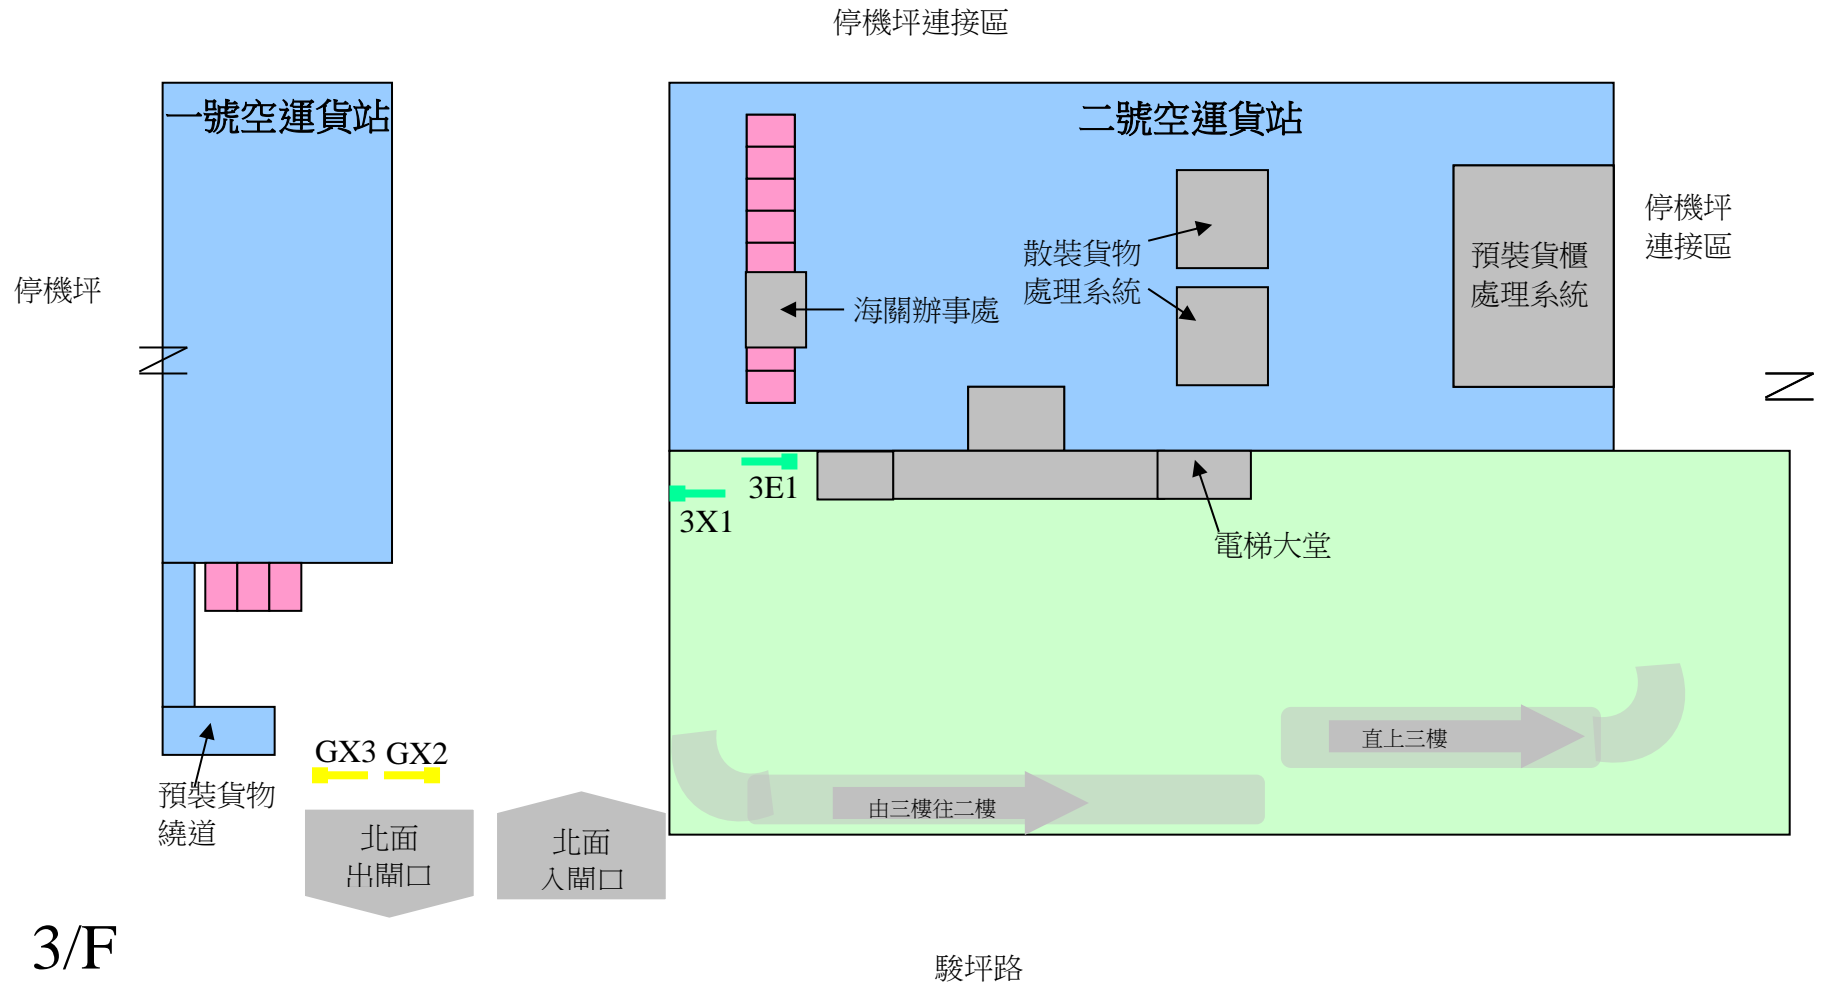 停機坪連接區
一號空運貨站
二號空運貨站
停機坪
連接區
散裝貨物
處理系統
預裝貨櫃
處理系統
停機坪
海關辦事處
3E1
3X1
電梯大堂
直上三樓
GX3
GX2
預裝貨物
繞道
由三樓往二樓
北面
出閘口
北面
入閘口
3/F
駿坪路